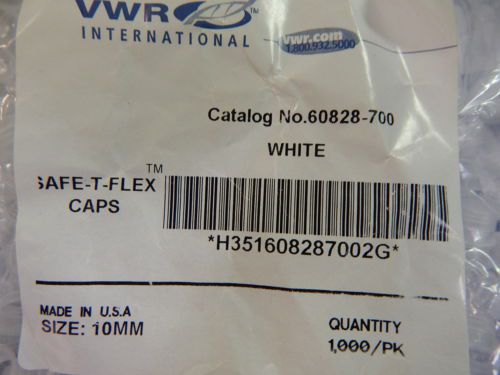 VWR™
INTERNATIONAL
vwr.com
1.800.932.5000
Catalog No.60828-700
WHITE
SAFE-T-FLEX™
CAPS
*H351608287002G*
MADE IN U.S.A
SIZE: 10MM
QUANTITY
1,000/PK